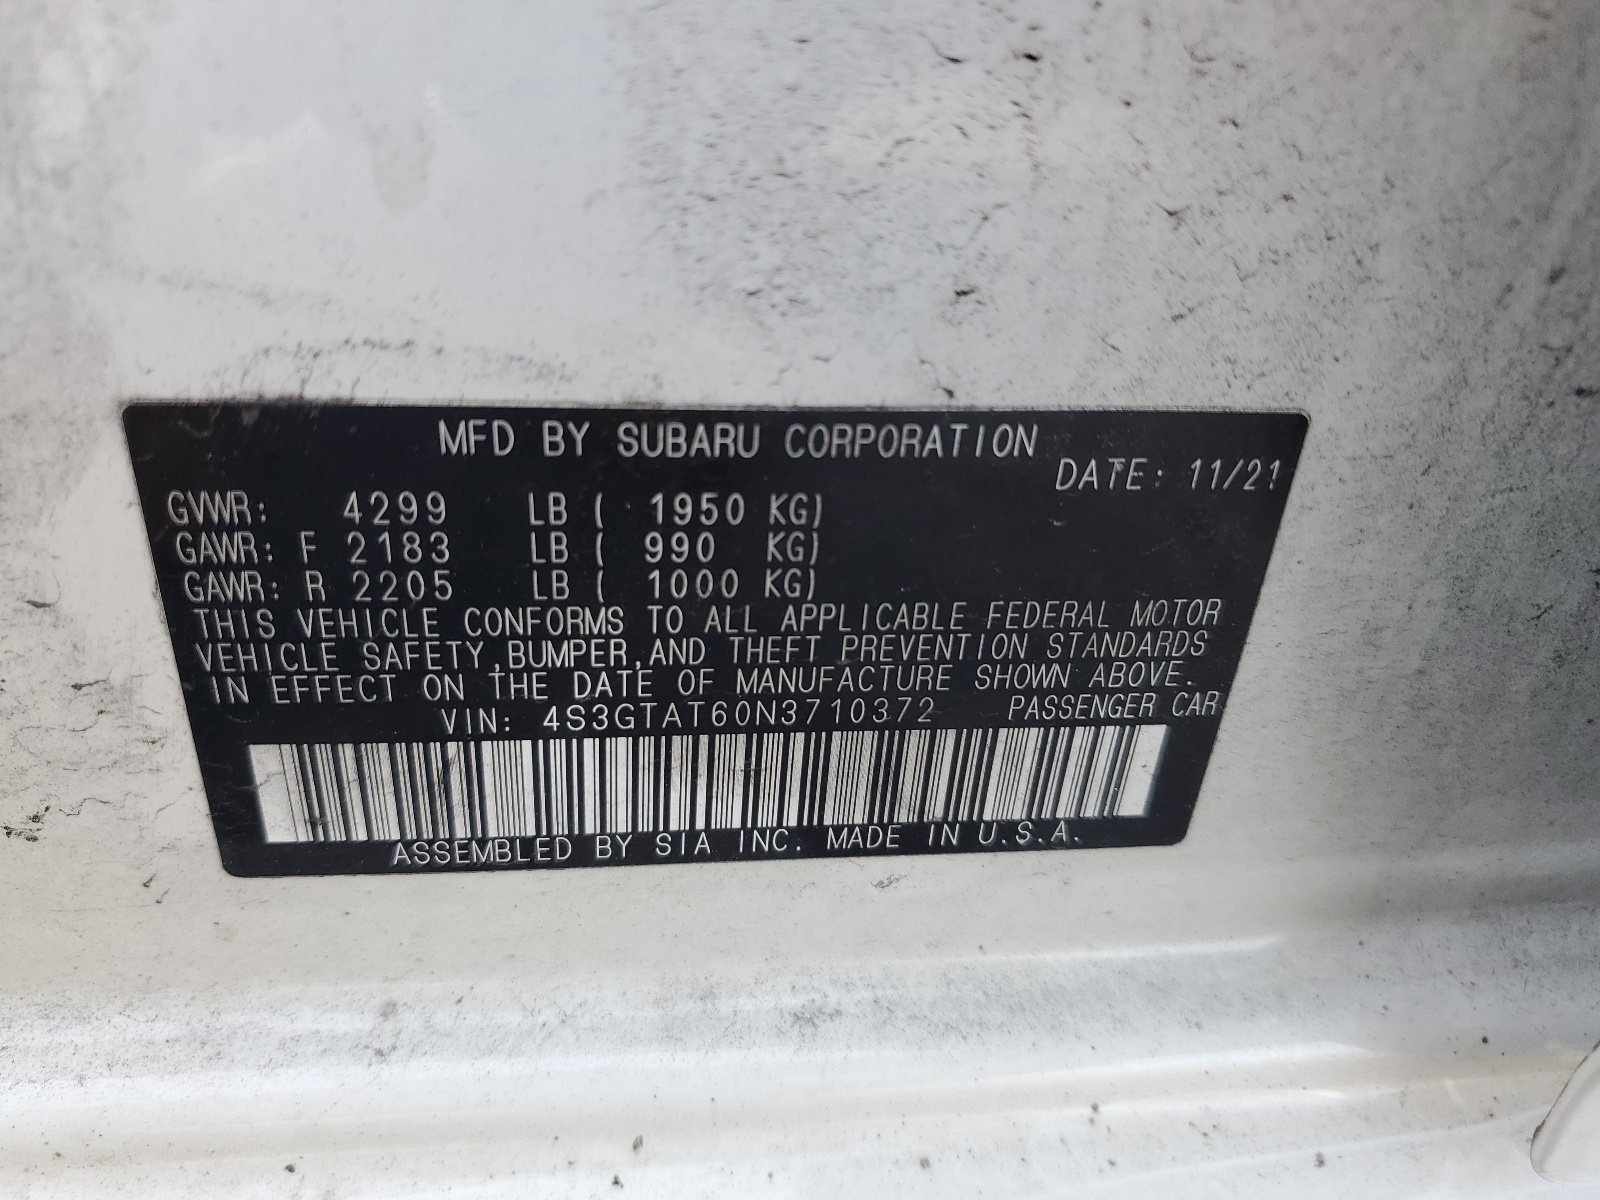 MFD BY SUBARU CORPORATION
DATE: 11/21
GVWR: 4299 LB ( 1950 KG)
GAWR: F 2183 LB ( 990 KG)
GAWR: R 2205 LB ( 1000 KG)
THIS VEHICLE CONFORMS TO ALL APPLICABLE FEDERAL MOTOR
VEHICLE SAFETY, BUMPER, AND THEFT PREVENTION STANDARDS
IN EFFECT ON THE DATE OF MANUFACTURE SHOWN ABOVE.
VIN: 4S3GTAT60N3710372 PASSENGER CAR
ASSEMBLED BY SIA INC. MADE IN U.S.A.